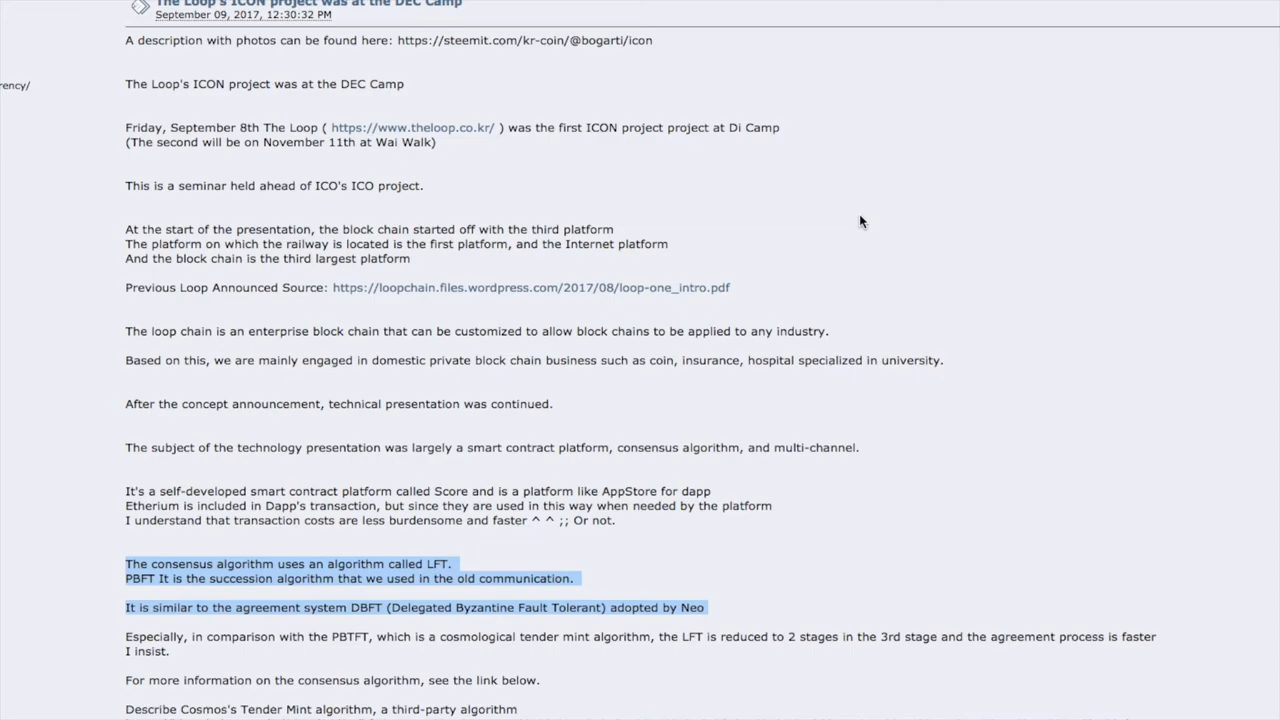 The Loop's ICON project was at the DEC Camp
September 09, 2017, 12:30:32 PM
A description with photos can be found here: https://steemit.com/kr-coin/@bogarti/icon
rency/
The Loop's ICON project was at the DEC Camp
Friday, September 8th The Loop ( https://www.theloop.co.kr/ ) was the first ICON project project at Di Camp
(The second will be on November 11th at Wai Walk)
This is a seminar held ahead of ICO's ICO project.
At the start of the presentation, the block chain started off with the third platform
The platform on which the railway is located is the first platform, and the Internet platform
And the block chain is the third largest platform
Previous Loop Announced Source: https://loopchain.files.wordpress.com/2017/08/loop-one_intro.pdf
The loop chain is an enterprise block chain that can be customized to allow block chains to be applied to any industry.
Based on this, we are mainly engaged in domestic private block chain business such as coin, insurance, hospital specialized in university.
After the concept announcement, technical presentation was continued.
The subject of the technology presentation was largely a smart contract platform, consensus algorithm, and multi-channel.
It's a self-developed smart contract platform called Score and is a platform like AppStore for dapp
Etherium is included in Dapp's transaction, but since they are used in this way when needed by the platform
I understand that transaction costs are less burdensome and faster ^ ^ ;; Or not.
The consensus algorithm uses an algorithm called LFT.
PBFT It is the succession algorithm that we used in the old communication.
It is similar to the agreement system DBFT (Delegated Byzantine Fault Tolerant) adopted by Neo
Especially, in comparison with the PBTFT, which is a cosmological tender mint algorithm, the LFT is reduced to 2 stages in the 3rd stage and the agreement process is faster
I insist.
For more information on the consensus algorithm, see the link below.
Describe Cosmos's Tender Mint algorithm, a third-party algorithm